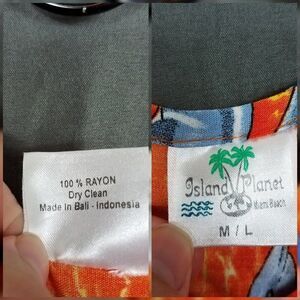 100 % RAYON
Dry Clean
Made in Bali - Indonesia
Island Planet
Miami Beach
M / L